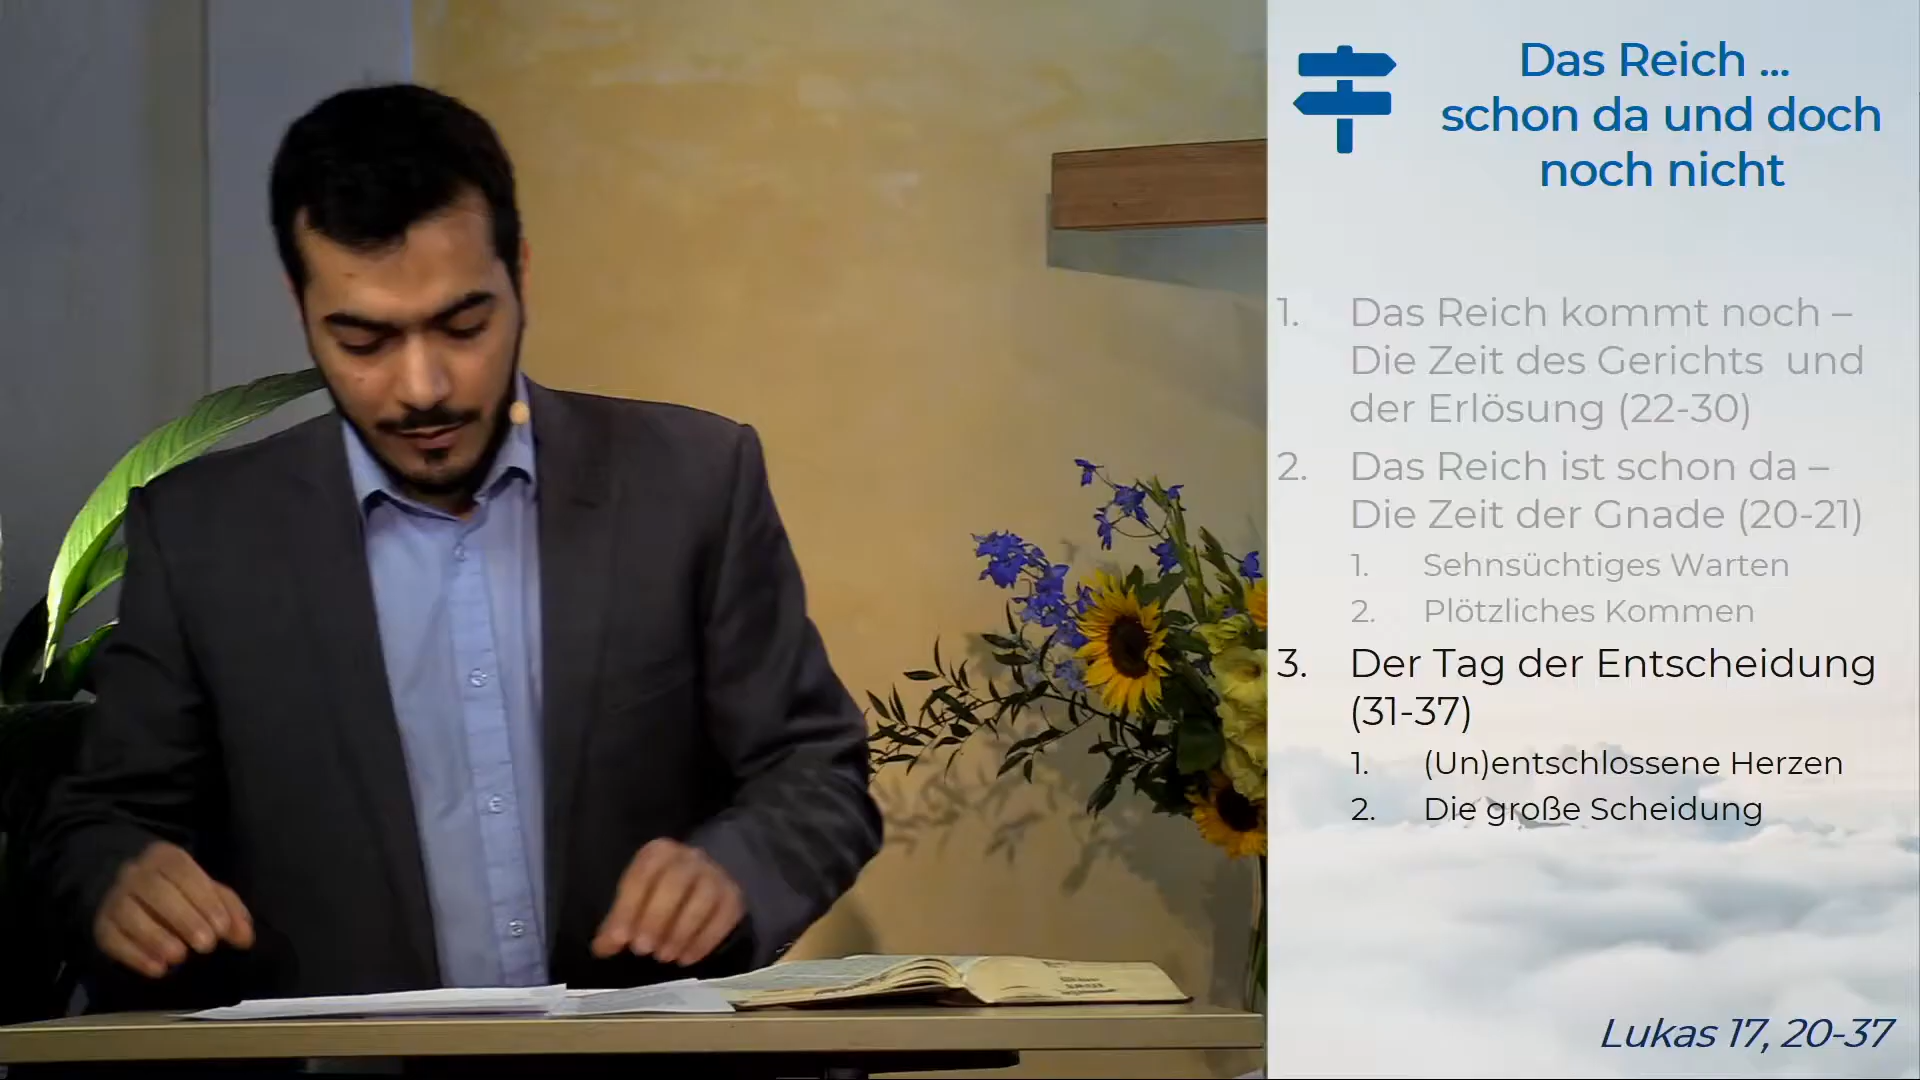 Das Reich ...
schon da und doch
noch nicht
1. Das Reich kommt noch –
Die Zeit des Gerichts und
der Erlösung (22-30)
2. Das Reich ist schon da –
Die Zeit der Gnade (20-21)
1. Sehnsüchtiges Warten
2. Plötzliches Kommen
3. Der Tag der Entscheidung
(31-37)
1. (Un)entschlossene Herzen
2. Die große Scheidung
Lukas 17, 20-37